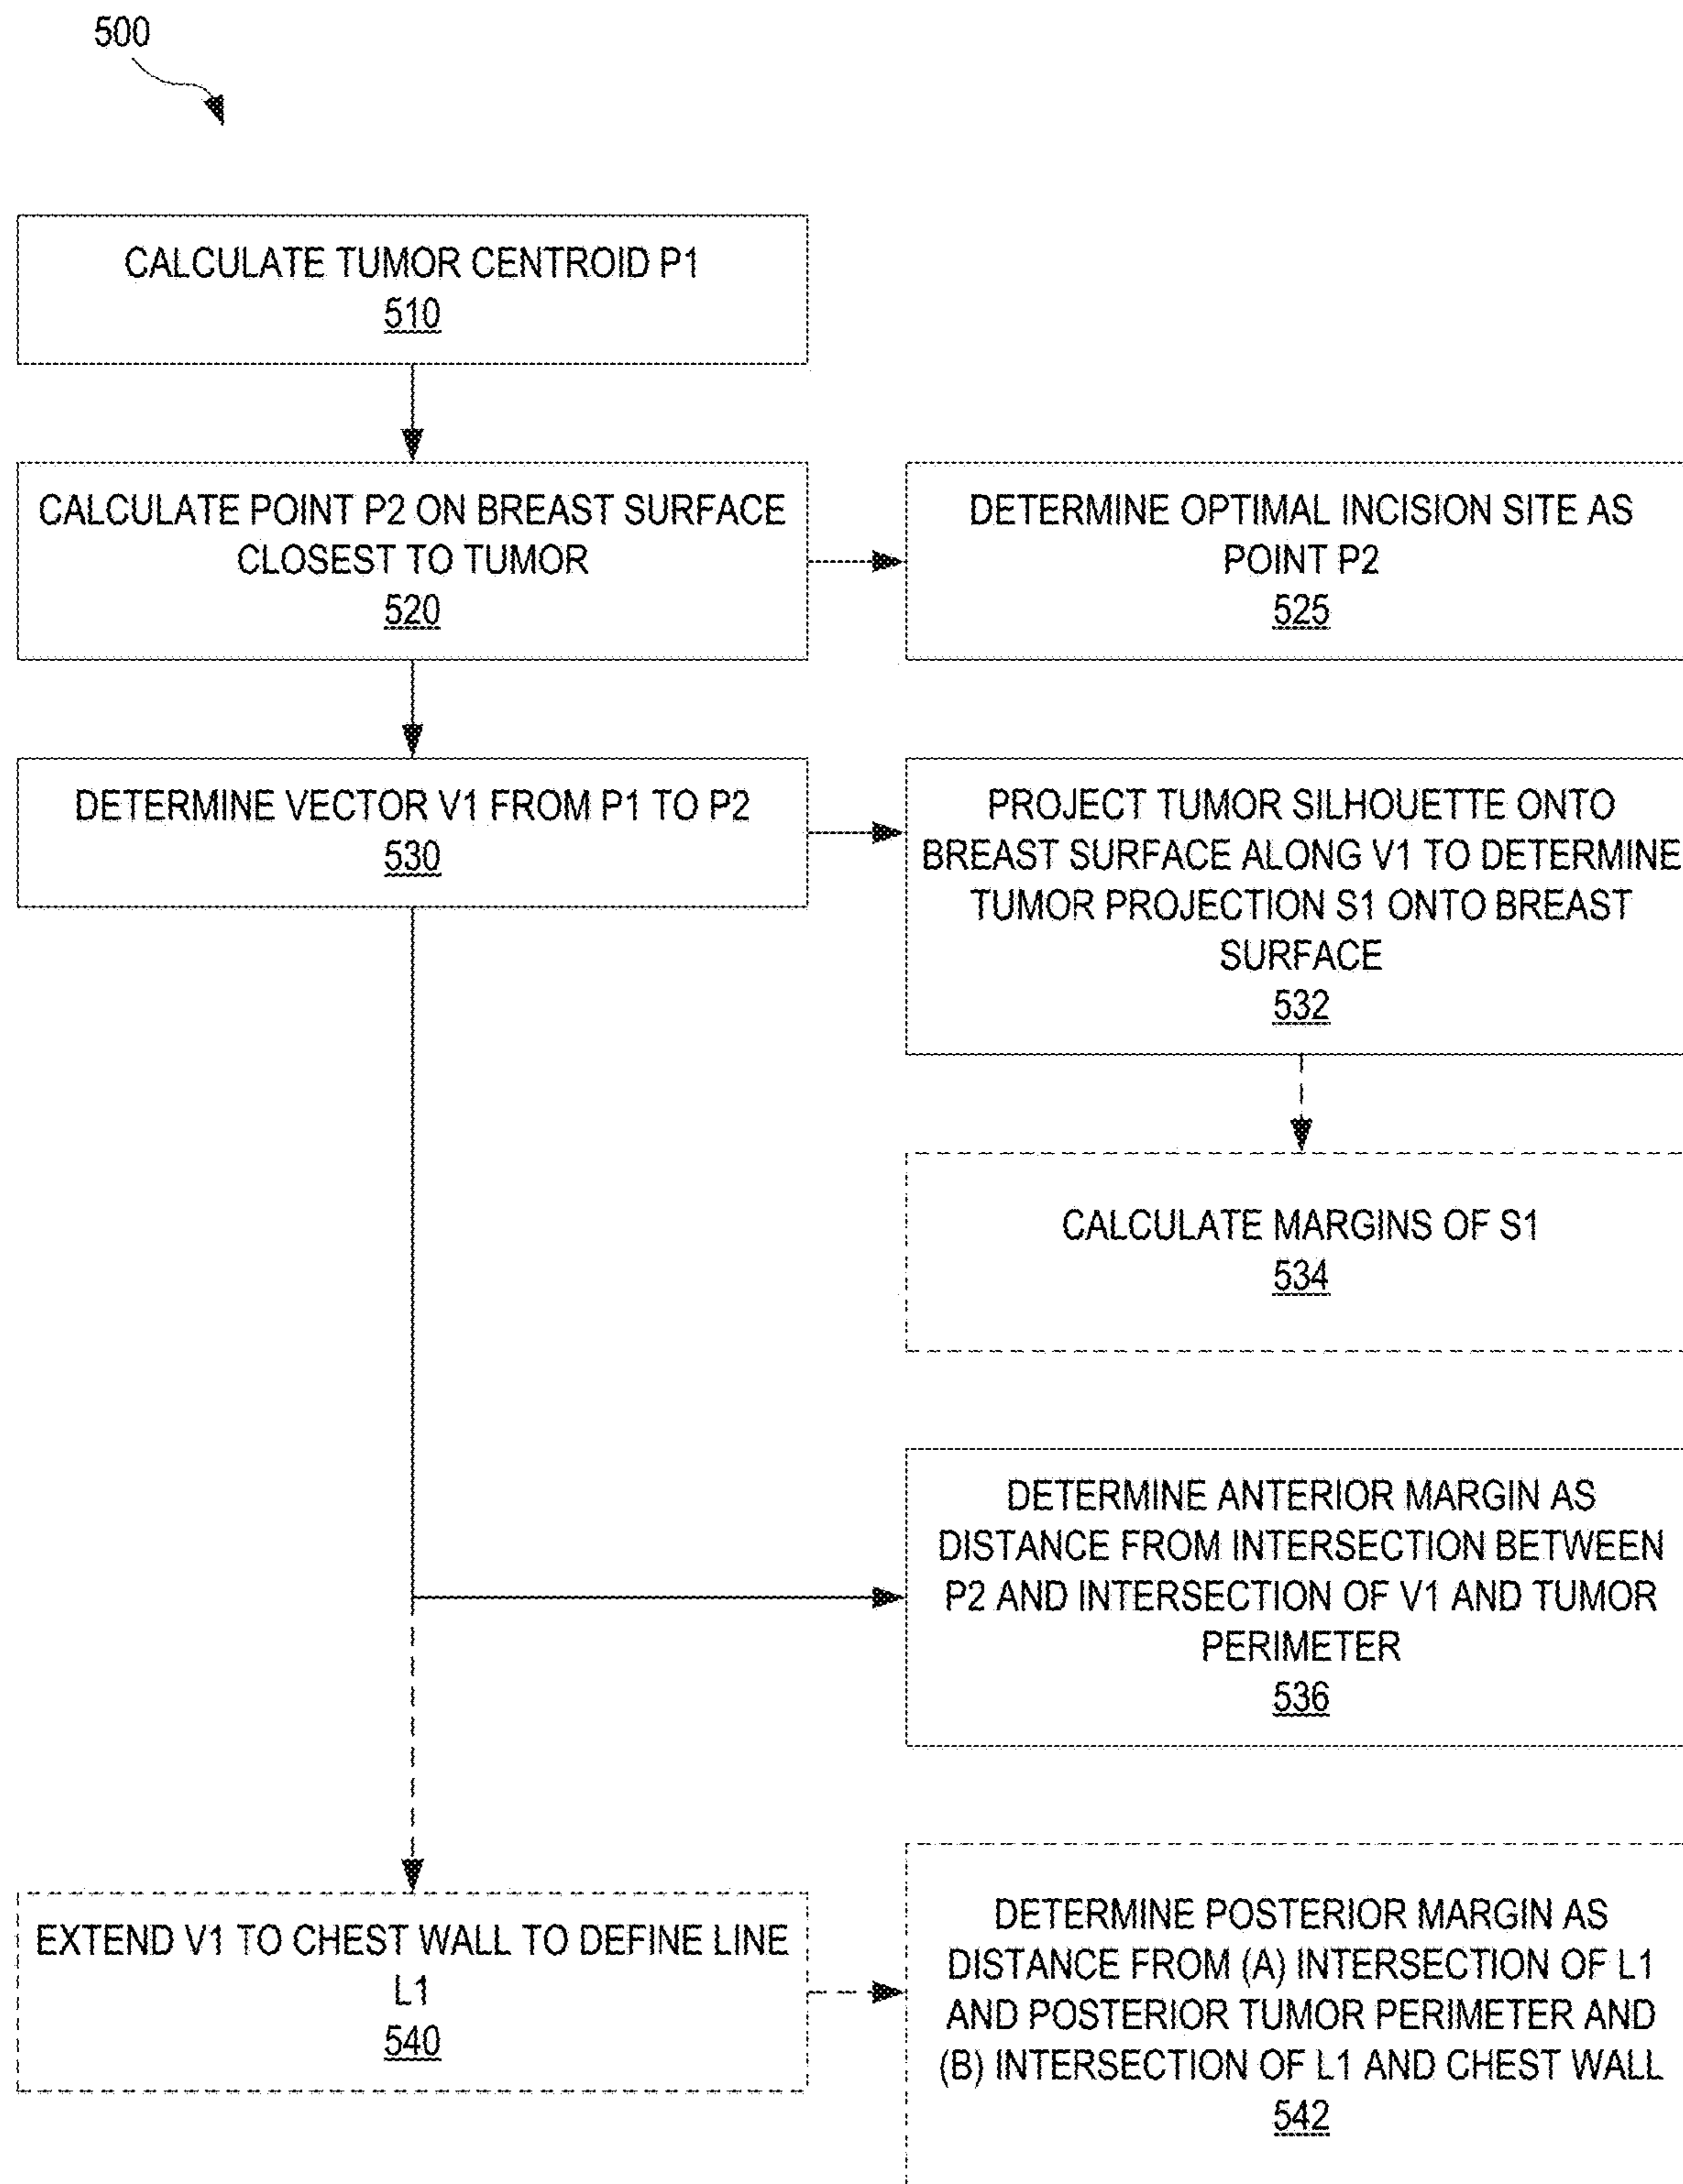 500
CALCULATE TUMOR CENTROID P1
510
CALCULATE POINT P2 ON BREAST SURFACE
CLOSEST TO TUMOR
520
DETERMINE OPTIMAL INCISION SITE AS
POINT P2
525
DETERMINE VECTOR V1 FROM P1 TO P2
530
PROJECT TUMOR SILHOUETTE ONTO
BREAST SURFACE ALONG V1 TO DETERMINE
TUMOR PROJECTION S1 ONTO BREAST
SURFACE
532
CALCULATE MARGINS OF S1
534
DETERMINE ANTERIOR MARGIN AS
DISTANCE FROM INTERSECTION BETWEEN
P2 AND INTERSECTION OF V1 AND TUMOR
PERIMETER
536
EXTEND V1 TO CHEST WALL TO DEFINE LINE
L1
540
DETERMINE POSTERIOR MARGIN AS
DISTANCE FROM (A) INTERSECTION OF L1
AND POSTERIOR TUMOR PERIMETER AND
(B) INTERSECTION OF L1 AND CHEST WALL
542